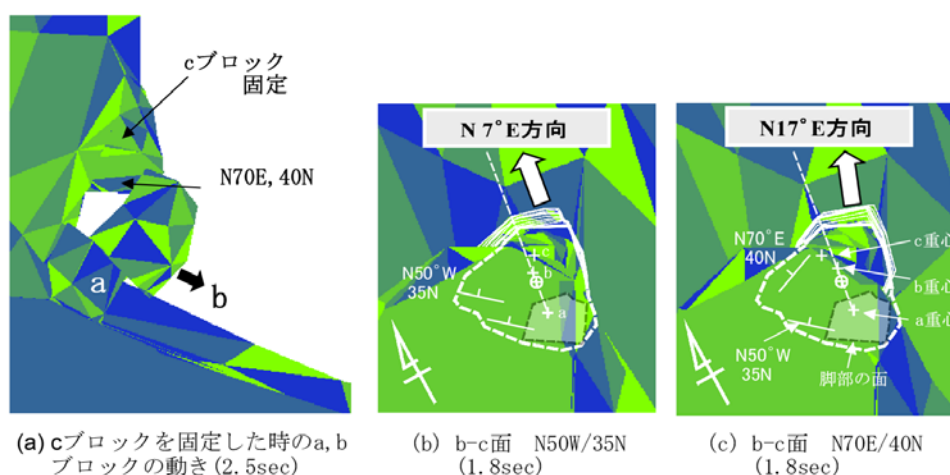 cブロック
固定
N70E,40N
a
b
(a) cブロックを固定した時のa,b
ブロックの動き(2.5sec)
N 7°E方向
N50°W
35N
c
b
a
(b) b-c面 N50W/35N
(1.8sec)
N17°E方向
N70°E
40N
c重心
b重心
a重心
N50°W
35N
脚部の面
(c) b-c面 N70E/40N
(1.8sec)